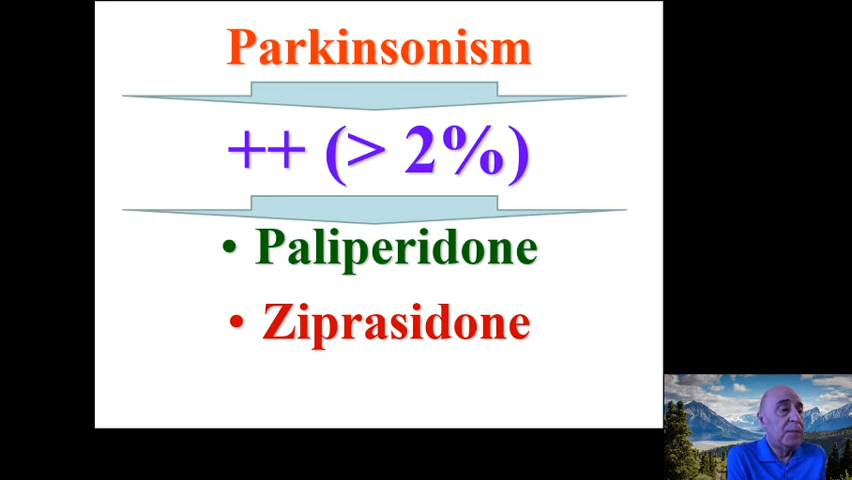 Parkinsonism
++ (> 2%)
• Paliperidone
• Ziprasidone